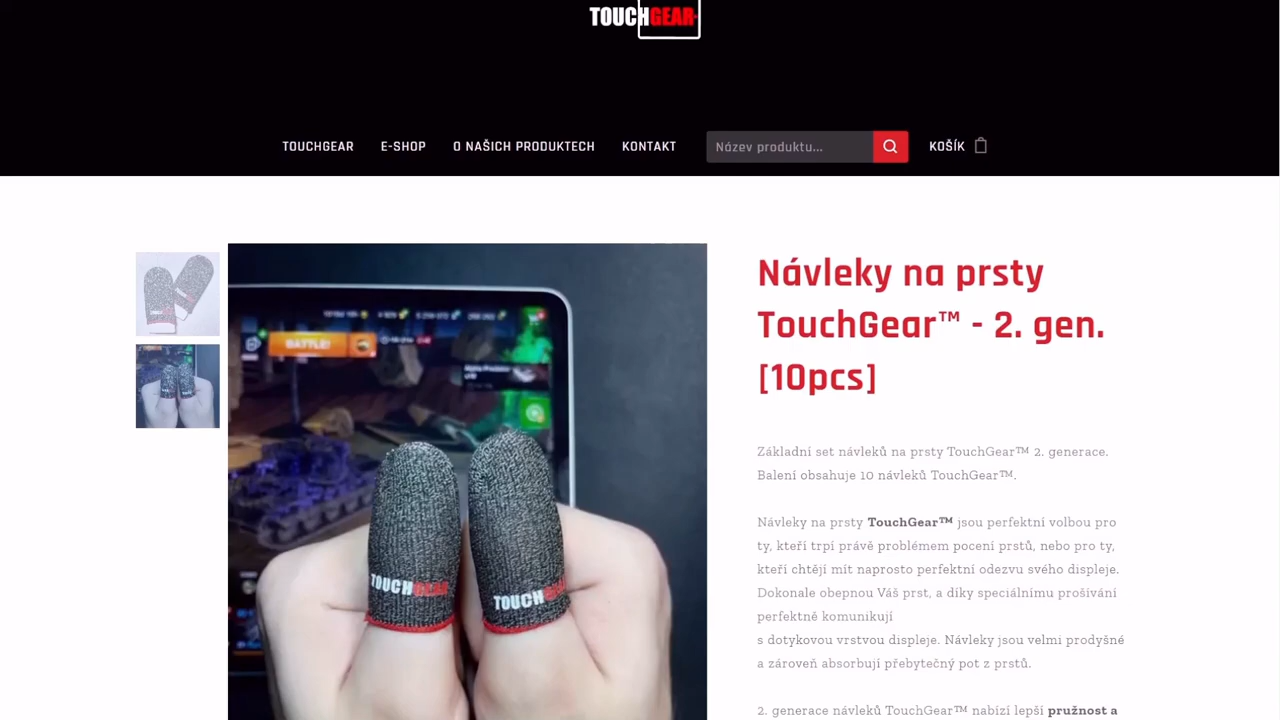 TOUCHGEAR
TOUCHGEAR E-SHOP O NAŠICH PRODUKTECH KONTAKT Název produktu... KOŠÍK
Návleky na prsty
TouchGear™ - 2. gen.
[10pcs]
BATTLE!
TOUCHGEAR
TOUCHGEAR
Základní set návleků na prsty TouchGear™ 2. generace.
Balení obsahuje 10 návleků TouchGear™.
Návleky na prsty TouchGear™ jsou perfektní volbou pro
ty, kteří trpí právě problémem pocení prstů, nebo pro ty,
kteří chtějí mít naprosto perfektní odezvu svého displeje.
Dokonale obepnou Váš prst, a díky speciálnímu prošívání
perfektně komunikují
s dotykovou vrstvou displeje. Návleky jsou velmi prodyšné
a zároveň absorbují přebytečný pot z prstů.
2. generace návleků TouchGear™ nabízí lepší pružnost a